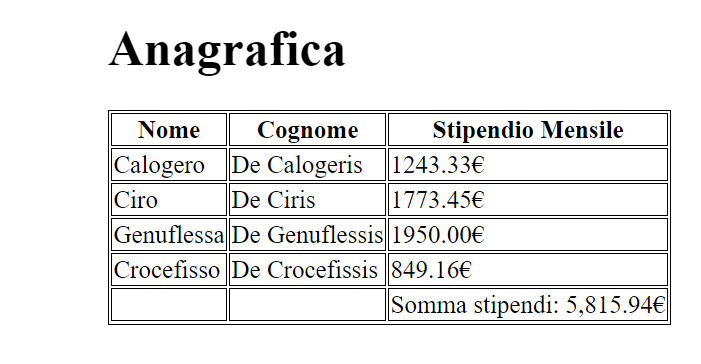 Anagrafica
Nome Cognome Stipendio Mensile
Calogero De Calogeris 1243.33€
Ciro De Ciris 1773.45€
Genuflessa De Genuflessis 1950.00€
Crocefisso De Crocefissis 849.16€
Somma stipendi: 5,815.94€